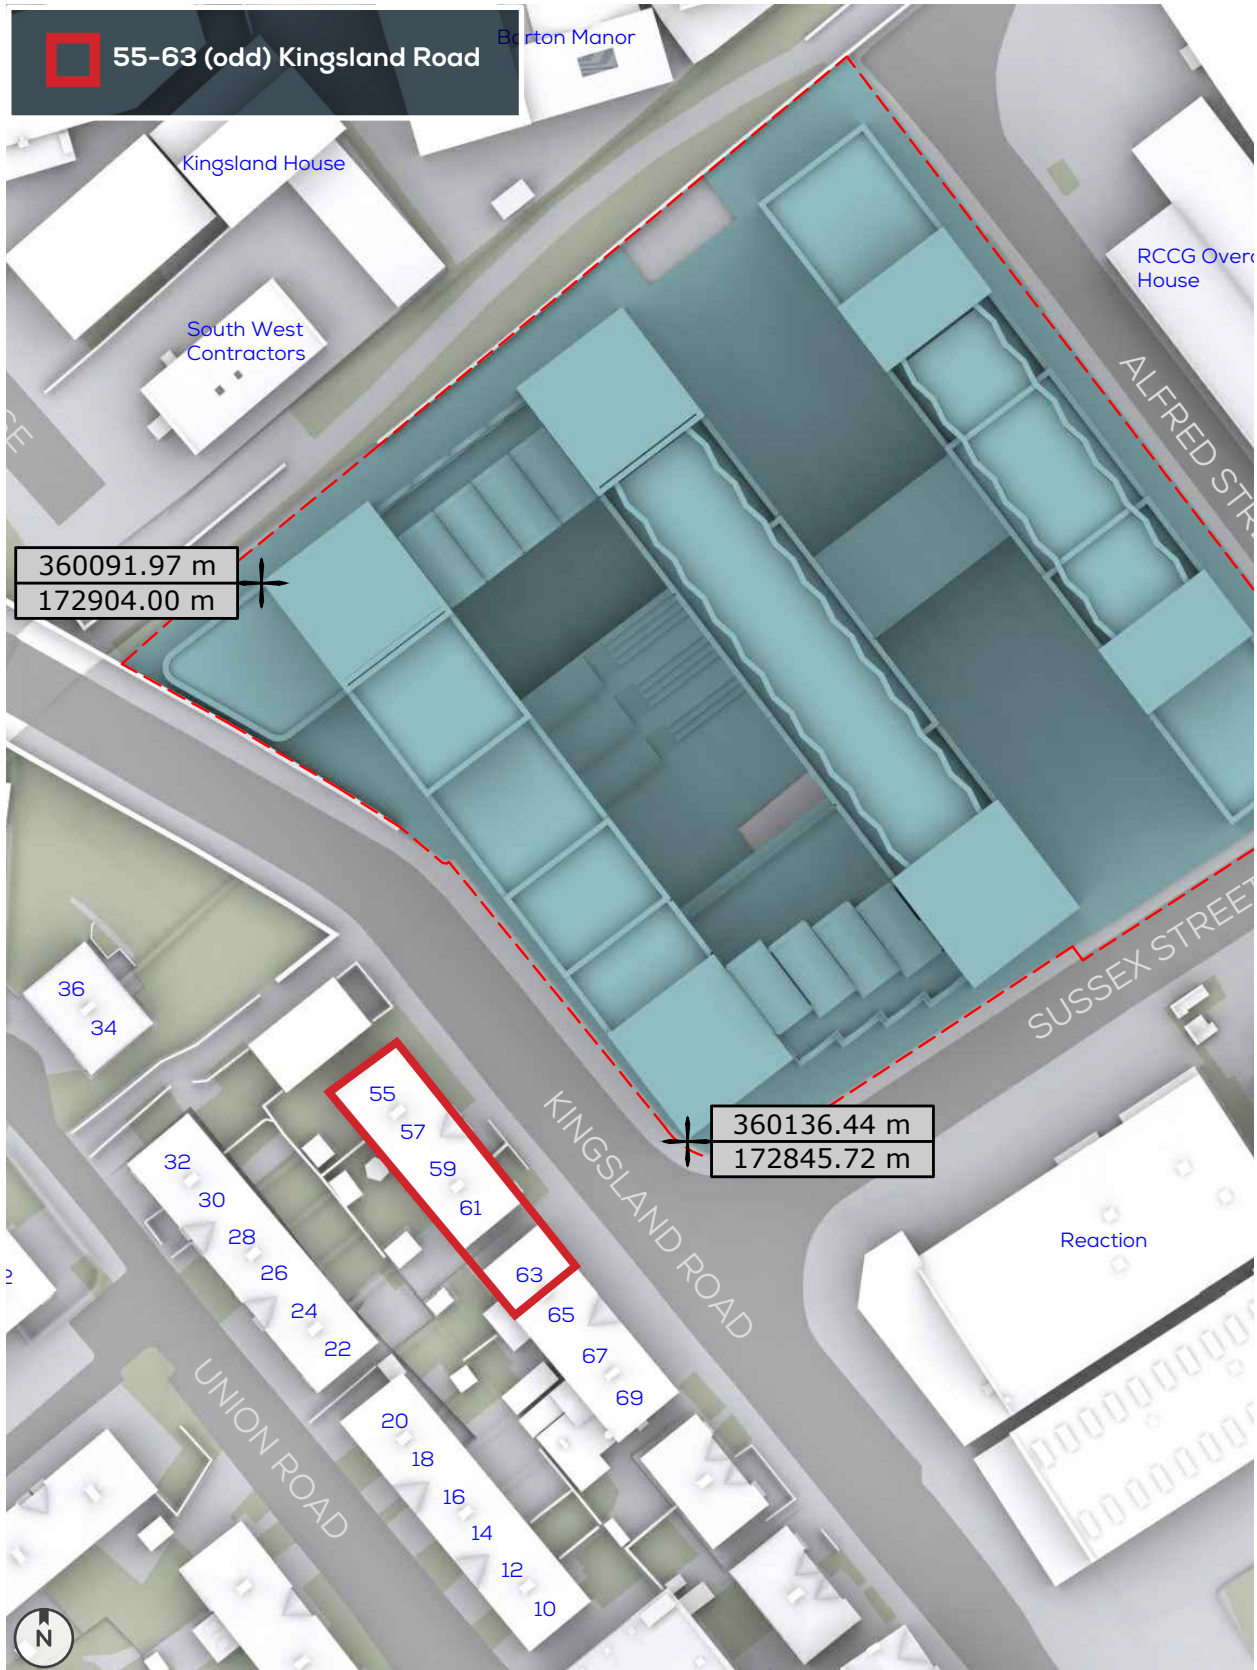 55-63 (odd) Kingsland Road
Barton Manor
Kingsland House
South West
Contractors
RCCG Over
House
ALFRED
360091.97 m
172904.00 m
SUSSEX STREET
36
34
55
57
59
61
63
65
67
69
KINGSLAND ROAD
360136.44 m
172845.72 m
Reaction
32
30
28
26
24
22
UNION ROAD
20
18
16
14
12
10
N